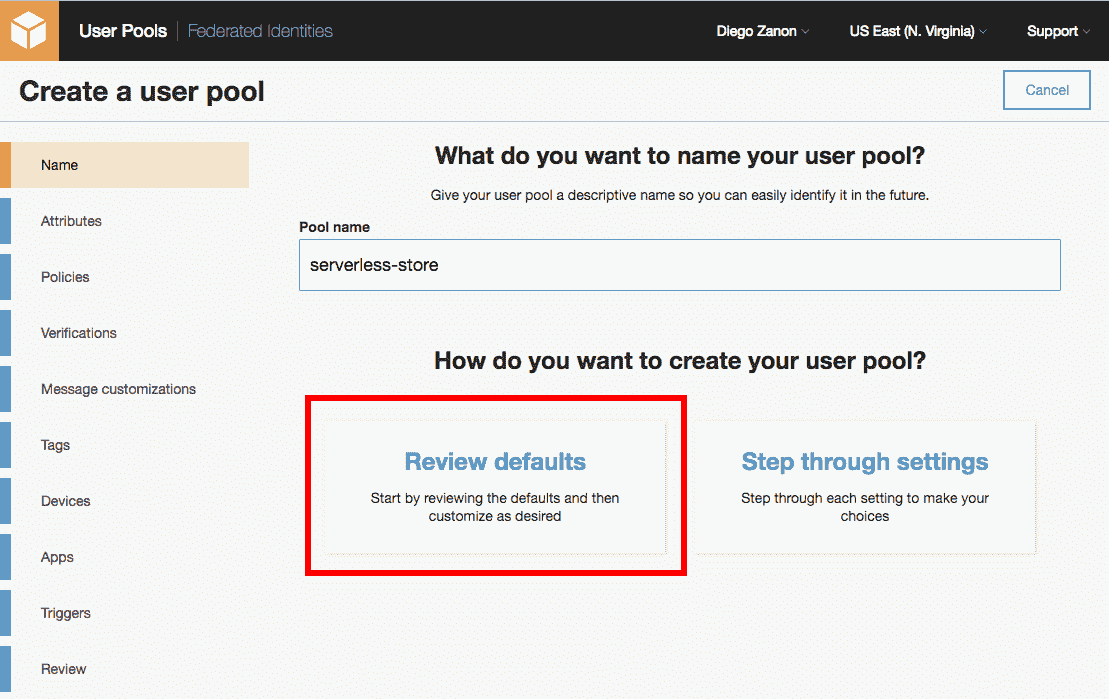 User Pools Federated Identities Diego Zanon US East (N. Virginia) Support
Create a user pool Cancel
Name
Attributes
Policies
Verifications
Message customizations
Tags
Devices
Apps
Triggers
Review
What do you want to name your user pool?
Give your user pool a descriptive name so you can easily identify it in the future.
Pool name
serverless-store
How do you want to create your user pool?
Review defaults
Start by reviewing the defaults and then
customize as desired
Step through settings
Step through each setting to make your
choices